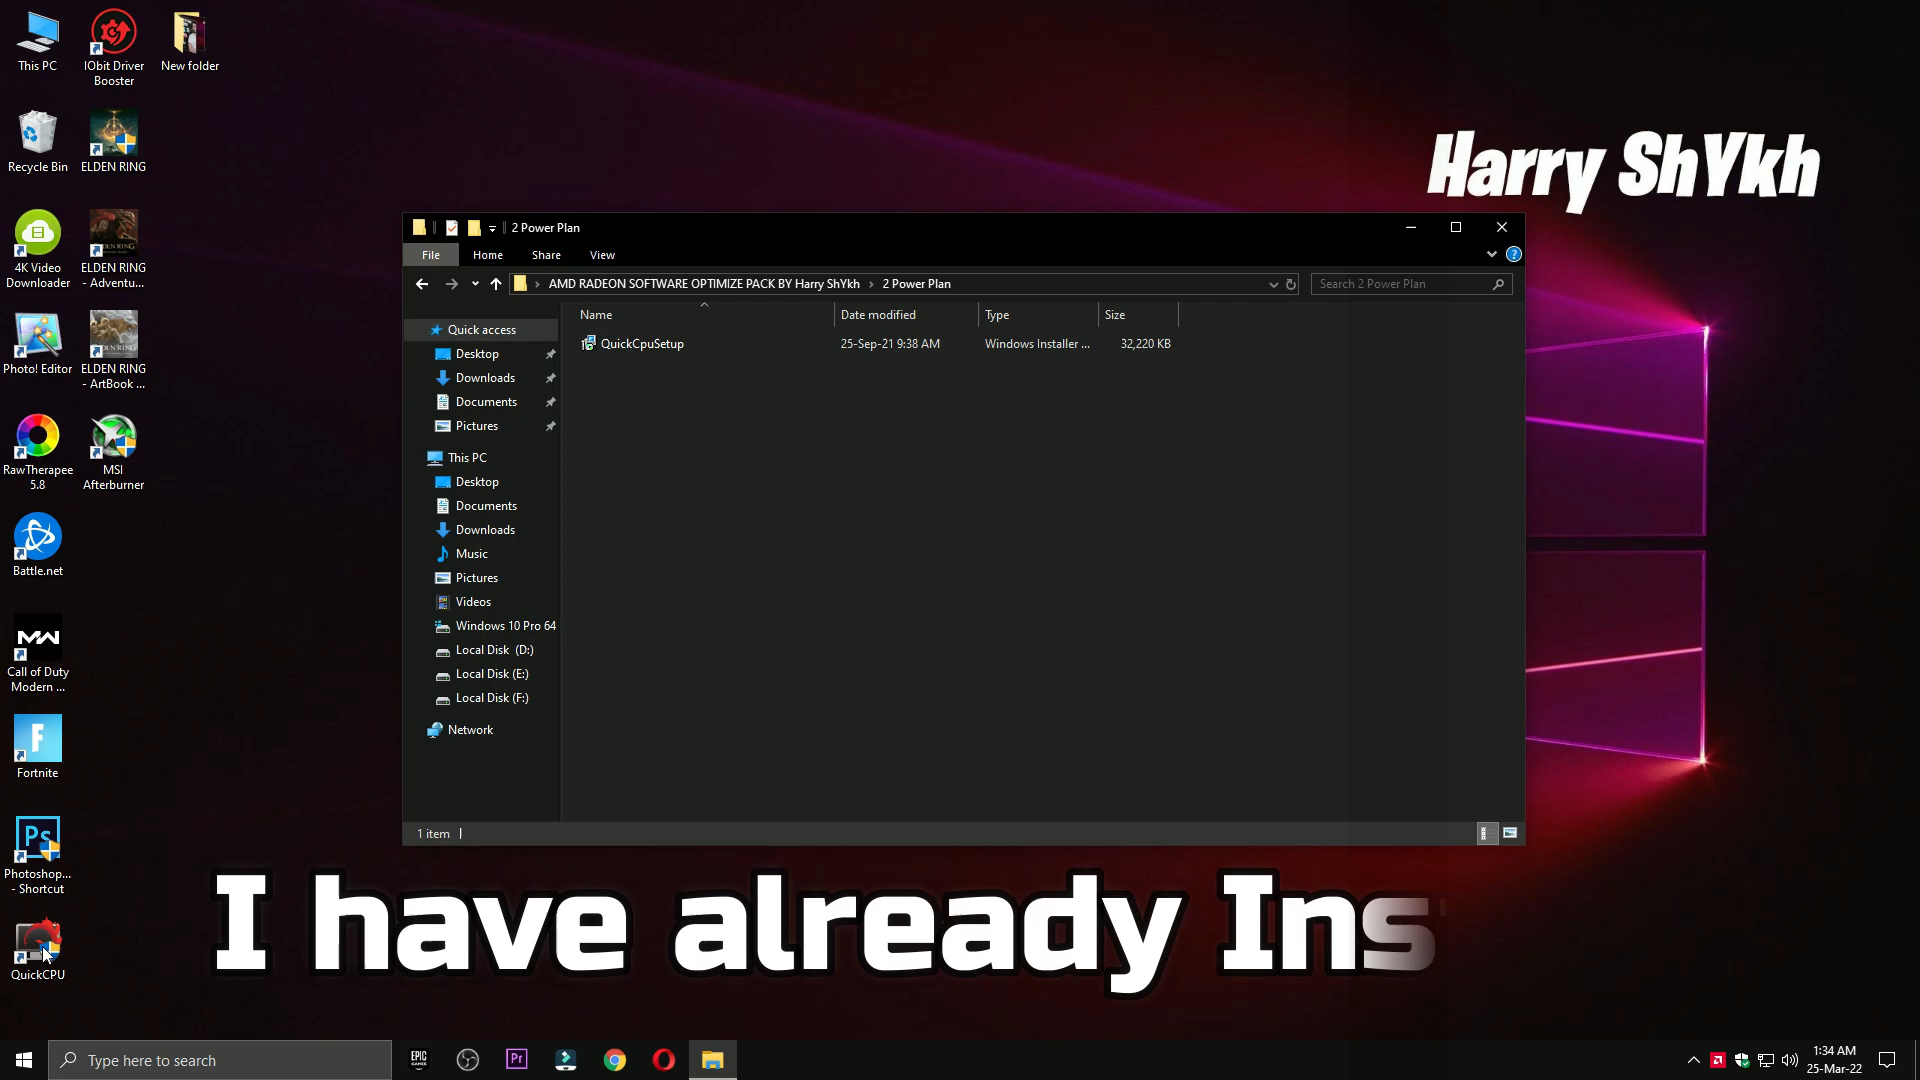 This PC
IObit Driver
Booster
New folder
Recycle Bin
ELDEN RING
4K Video
Downloader
ELDEN RING
- Adventu...
Photo! Editor
ELDEN RING
- ArtBook ...
RawTherapee
5.8
MSI
Afterburner
Battle.net
Call of Duty
Modern ...
Fortnite
Photoshop...
- Shortcut
QuickCPU
Harry ShYkh
2 Power Plan
File
Home
Share
View
AMD RADEON SOFTWARE OPTIMIZE PACK BY Harry ShYkh > 2 Power Plan
Search 2 Power Plan
Name
Date modified
Type
Size
QuickCpuSetup
25-Sep-21 9:38 AM
Windows Installer ...
32,220 KB
Quick access
Desktop
Downloads
Documents
Pictures
This PC
Desktop
Documents
Downloads
Music
Pictures
Videos
Windows 10 Pro 64
Local Disk (D:)
Local Disk (E:)
Local Disk (F:)
Network
1 item
I have already Ins
Type here to search
EPIC
GAMES
Pr
1:34 AM
25-Mar-22